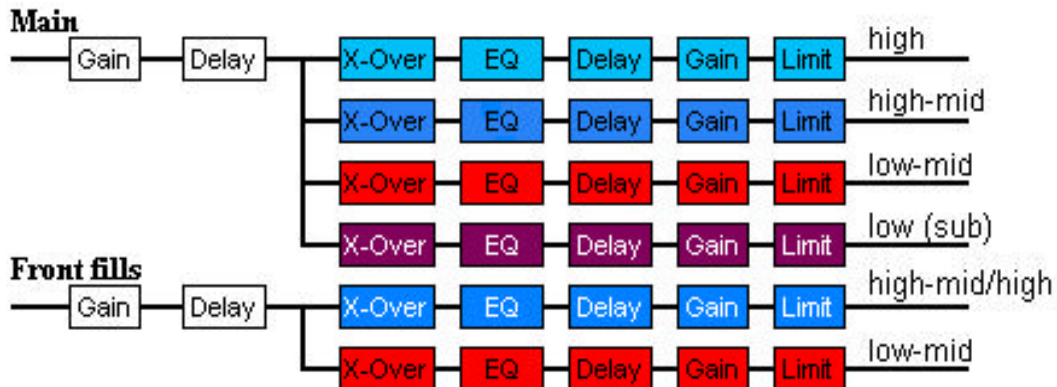 Main
Gain Delay X-Over EQ Delay Gain Limit high
X-Over EQ Delay Gain Limit high-mid
X-Over EQ Delay Gain Limit low-mid
X-Over EQ Delay Gain Limit low (sub)
Front fills
Gain Delay X-Over EQ Delay Gain Limit high-mid/high
X-Over EQ Delay Gain Limit low-mid